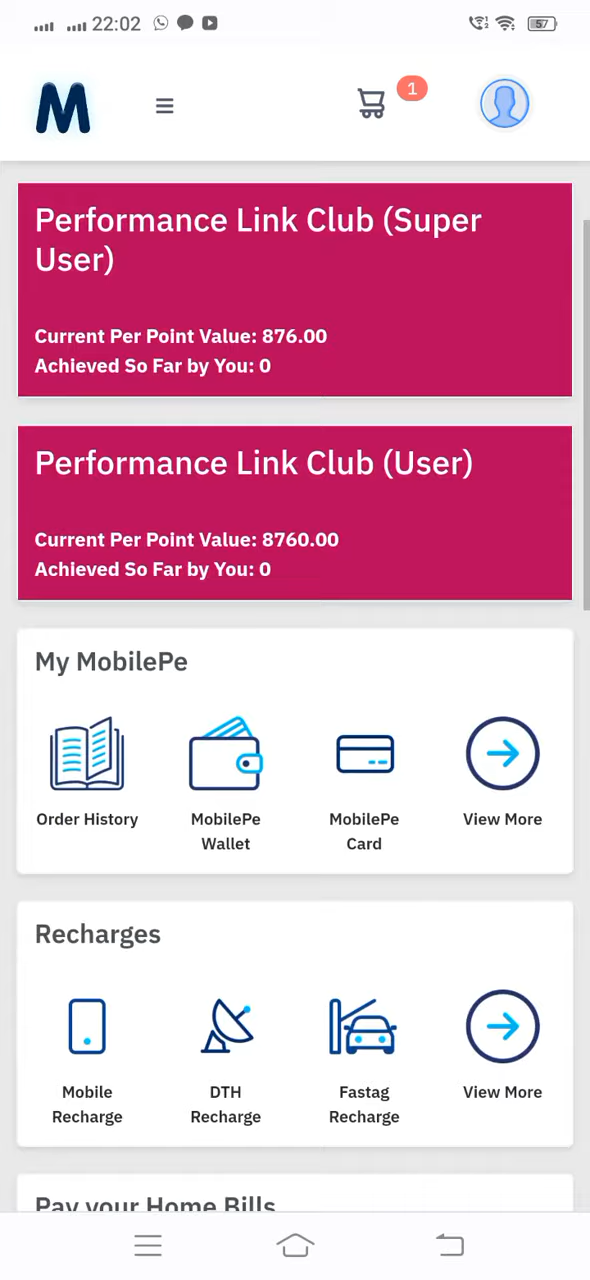 22:02
57
M
1
Performance Link Club (Super
User)
Current Per Point Value: 876.00
Achieved So Far by You: 0
Performance Link Club (User)
Current Per Point Value: 8760.00
Achieved So Far by You: 0
My MobilePe
Order History
MobilePe
Wallet
MobilePe
Card
View More
Recharges
Mobile
Recharge
DTH
Recharge
Fastag
Recharge
View More
Pay your Home Bills